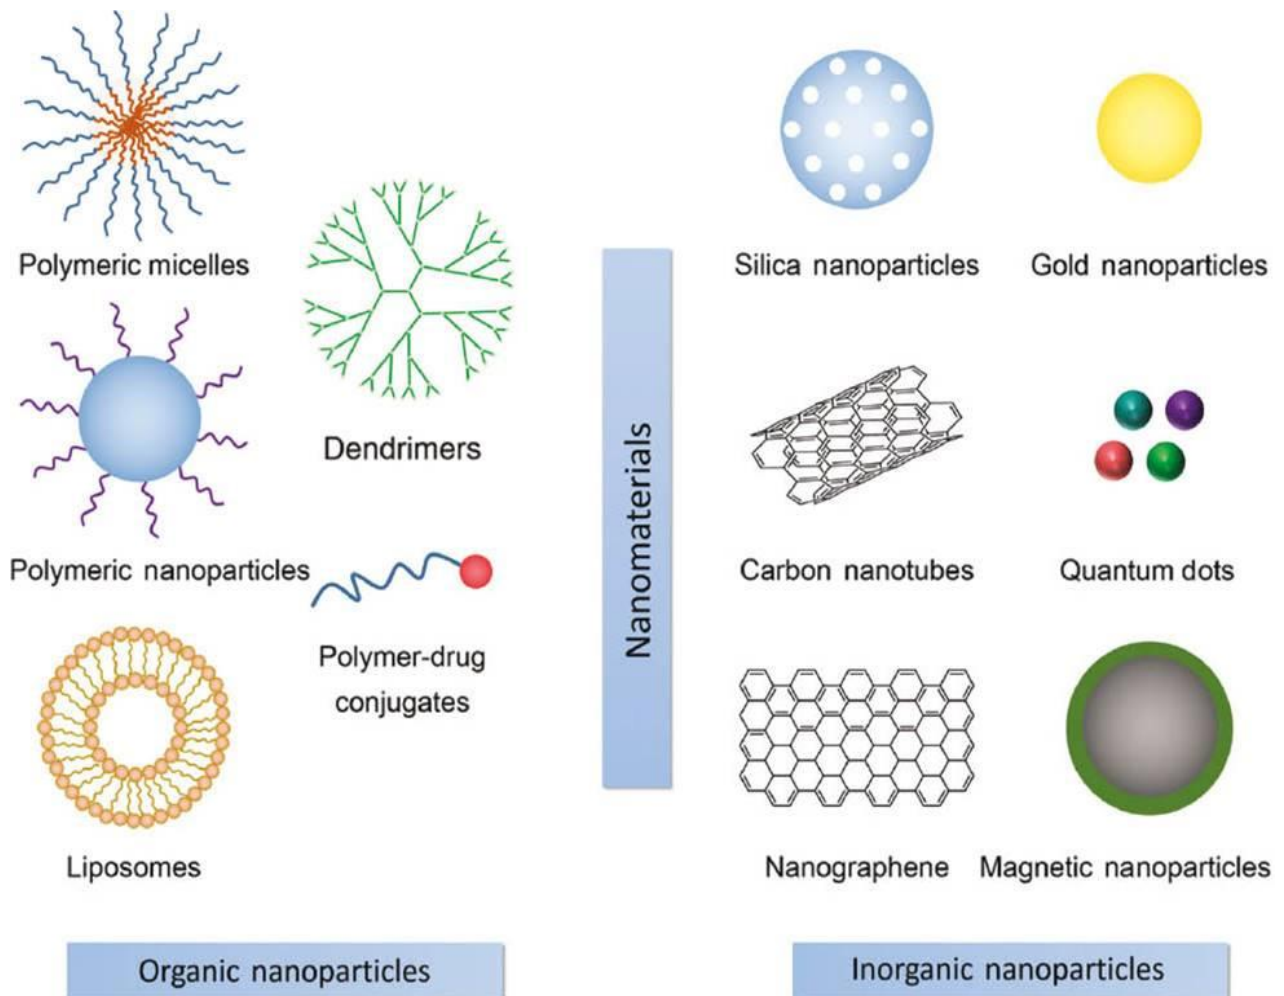 Polymeric micelles
Dendrimers
Polymeric nanoparticles
Polymer-drug
conjugates
Liposomes
Organic nanoparticles
Nanomaterials
Silica nanoparticles
Gold nanoparticles
Carbon nanotubes
Quantum dots
Nanographene
Magnetic nanoparticles
Inorganic nanoparticles